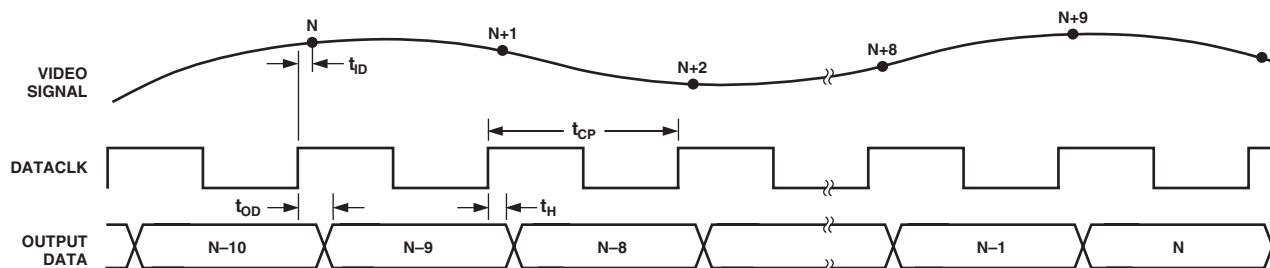 N
N+1
N+2
N+8
N+9
tID
VIDEO
SIGNAL
tCP
DATACLK
tOD
tH
OUTPUT
DATA
N–10
N–9
N–8
N–1
N